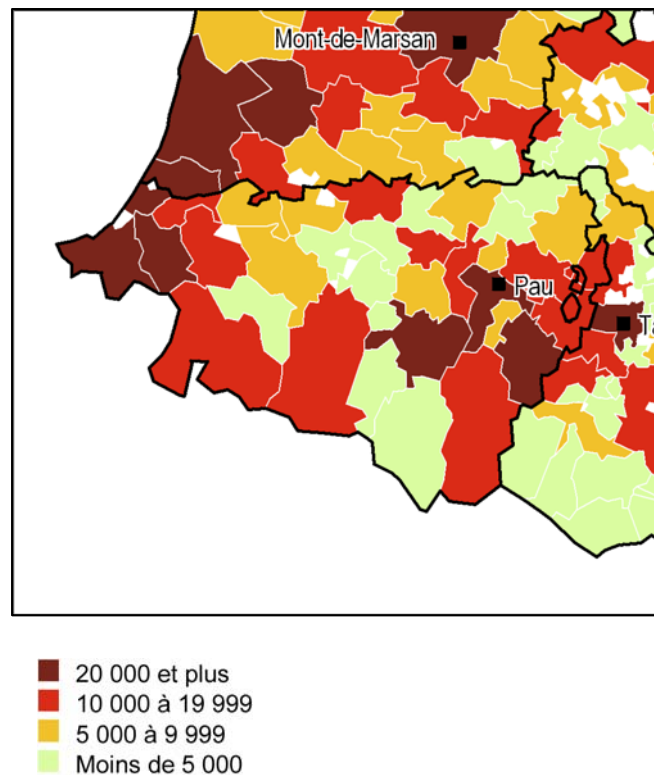 Mont-de-Marsan
Pau
20 000 et plus
10 000 à 19 999
5 000 à 9 999
Moins de 5 000